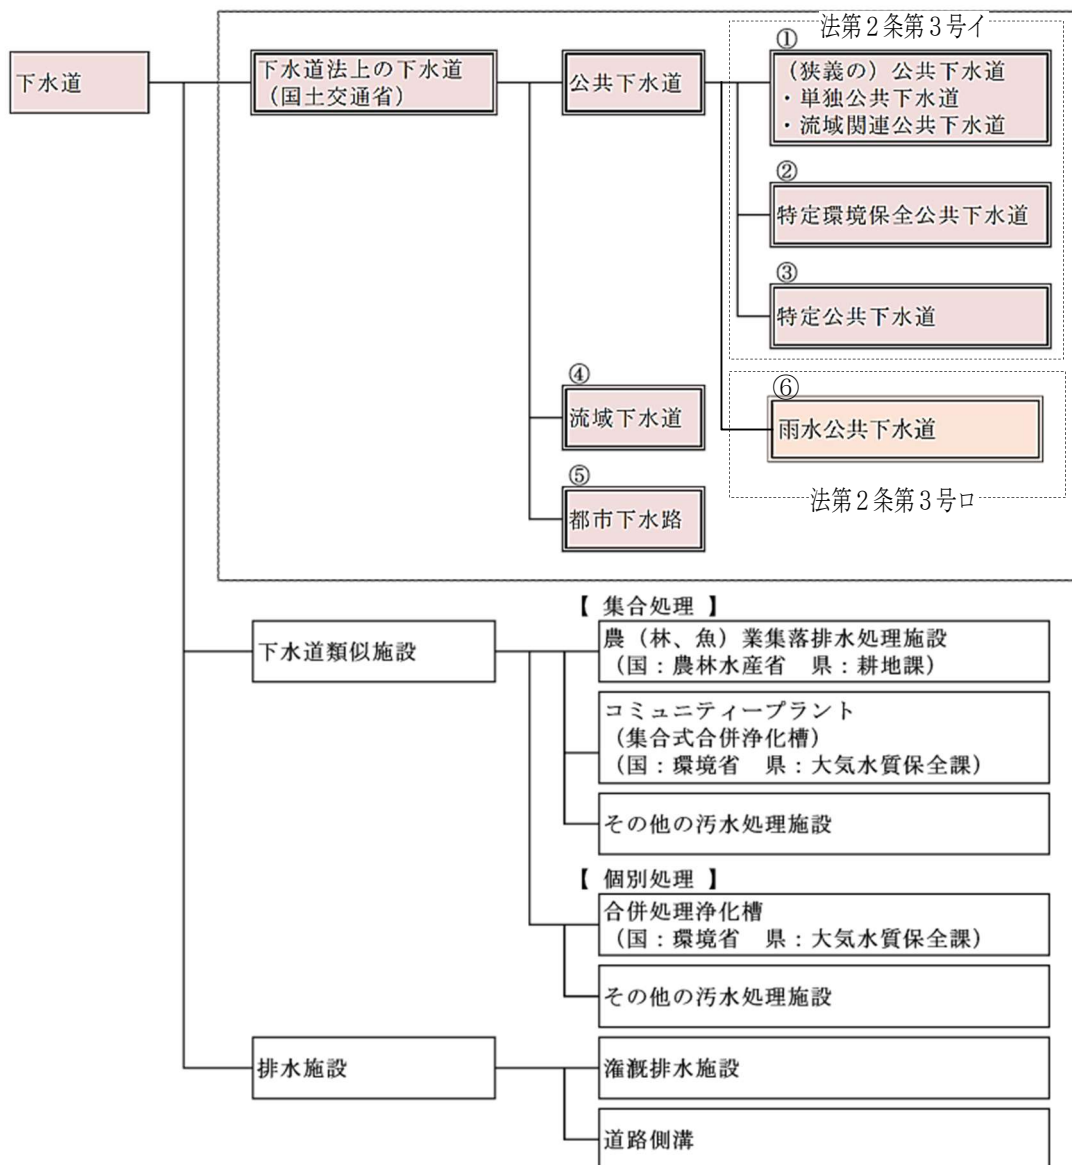 法第2条第3号イ
下水道
下水道法上の下水道
(国土交通省)
公共下水道
①
(狭義の)公共下水道
・単独公共下水道
・流域関連公共下水道
②
特定環境保全公共下水道
③
特定公共下水道
④
流域下水道
⑥
雨水公共下水道
法第2条第3号ロ
⑤
都市下水路
【 集合処理 】
下水道類似施設
農(林、魚)業集落排水処理施設
(国:農林水産省 県:耕地課)
コミュニティープラント
(集合式合併浄化槽)
(国:環境省 県:大気水質保全課)
その他の汚水処理施設
【 個別処理 】
合併処理浄化槽
(国:環境省 県:大気水質保全課)
その他の汚水処理施設
排水施設
灌漑排水施設
道路側溝